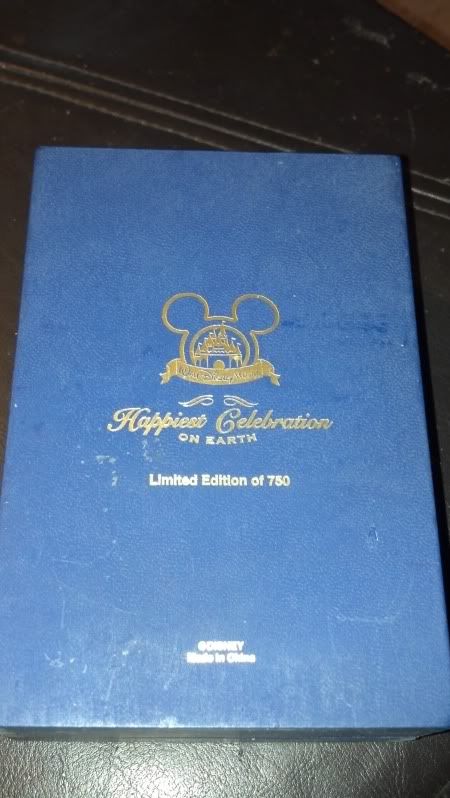 Walt Disney World
Happiest Celebration
ON EARTH
Limited Edition of 750
©DISNEY
Made in China